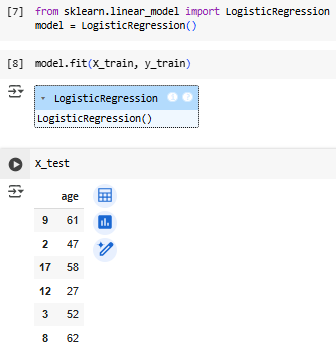 [7] from sklearn.linear_model import LogisticRegression
model = LogisticRegression()
[8] model.fit(X_train, y_train)
LogisticRegression
LogisticRegression()
X_test
age
9 61
2 47
17 58
12 27
3 52
8 62